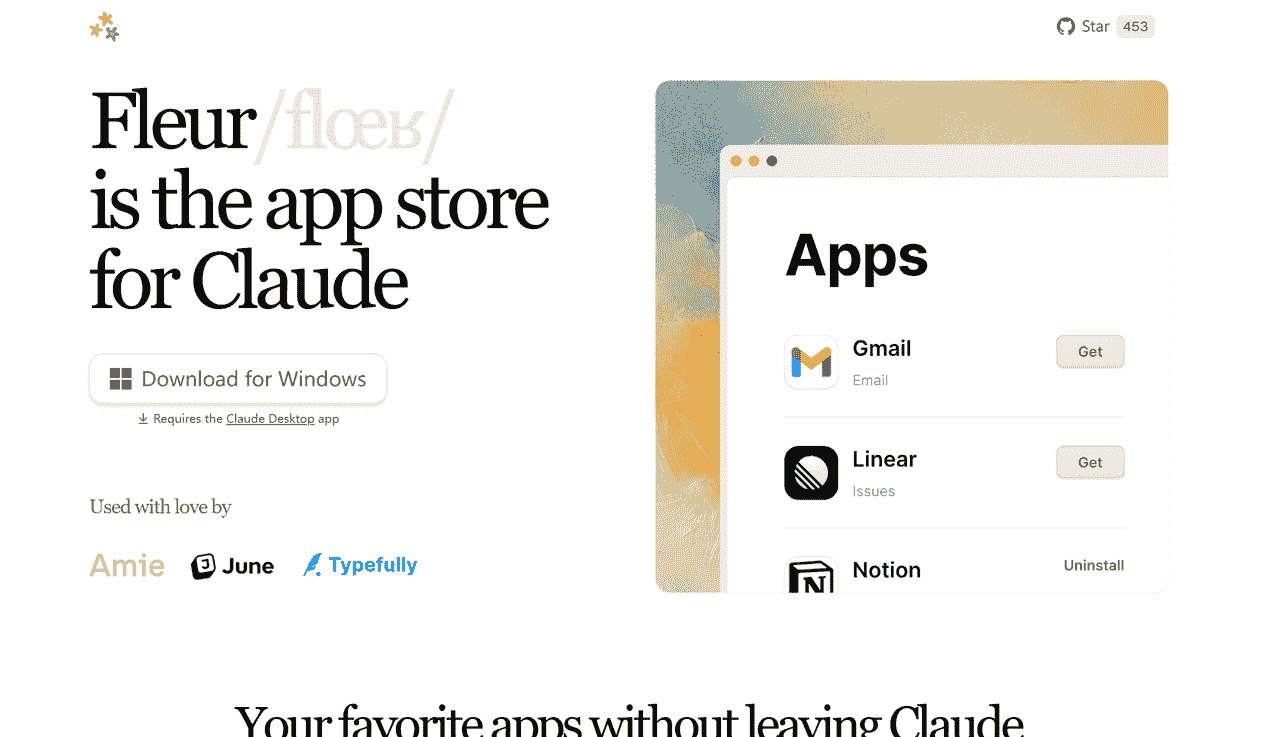 Star 453
Fleur/flœʁ/
is the app store
for Claude
Download for Windows
Requires the Claude Desktop app
Used with love by
Amie June Typefully
Apps
Gmail
Email
Get
Linear
Issues
Get
Notion
Uninstall
Your favorite apps without leaving Claude